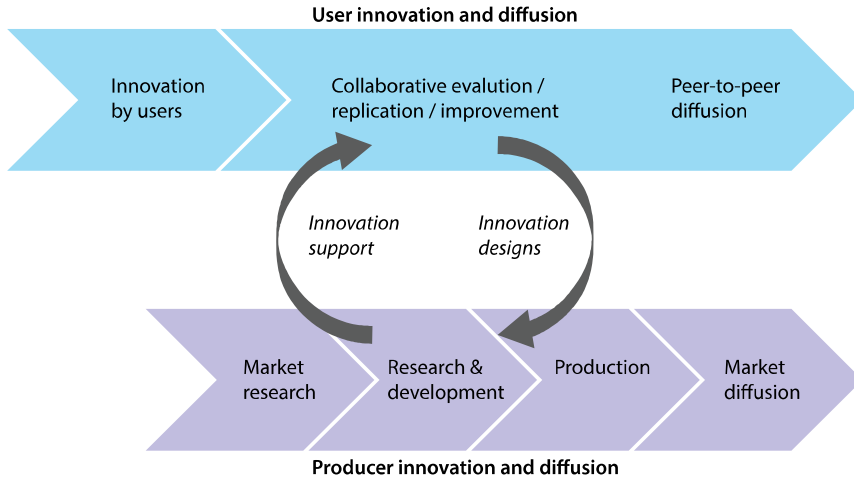 User innovation and diffusion
Innovation
by users
Collaborative evalution /
replication / improvement
Peer-to-peer
diffusion
Innovation
support
Innovation
designs
Market
research
Research &
development
Production
Market
diffusion
Producer innovation and diffusion